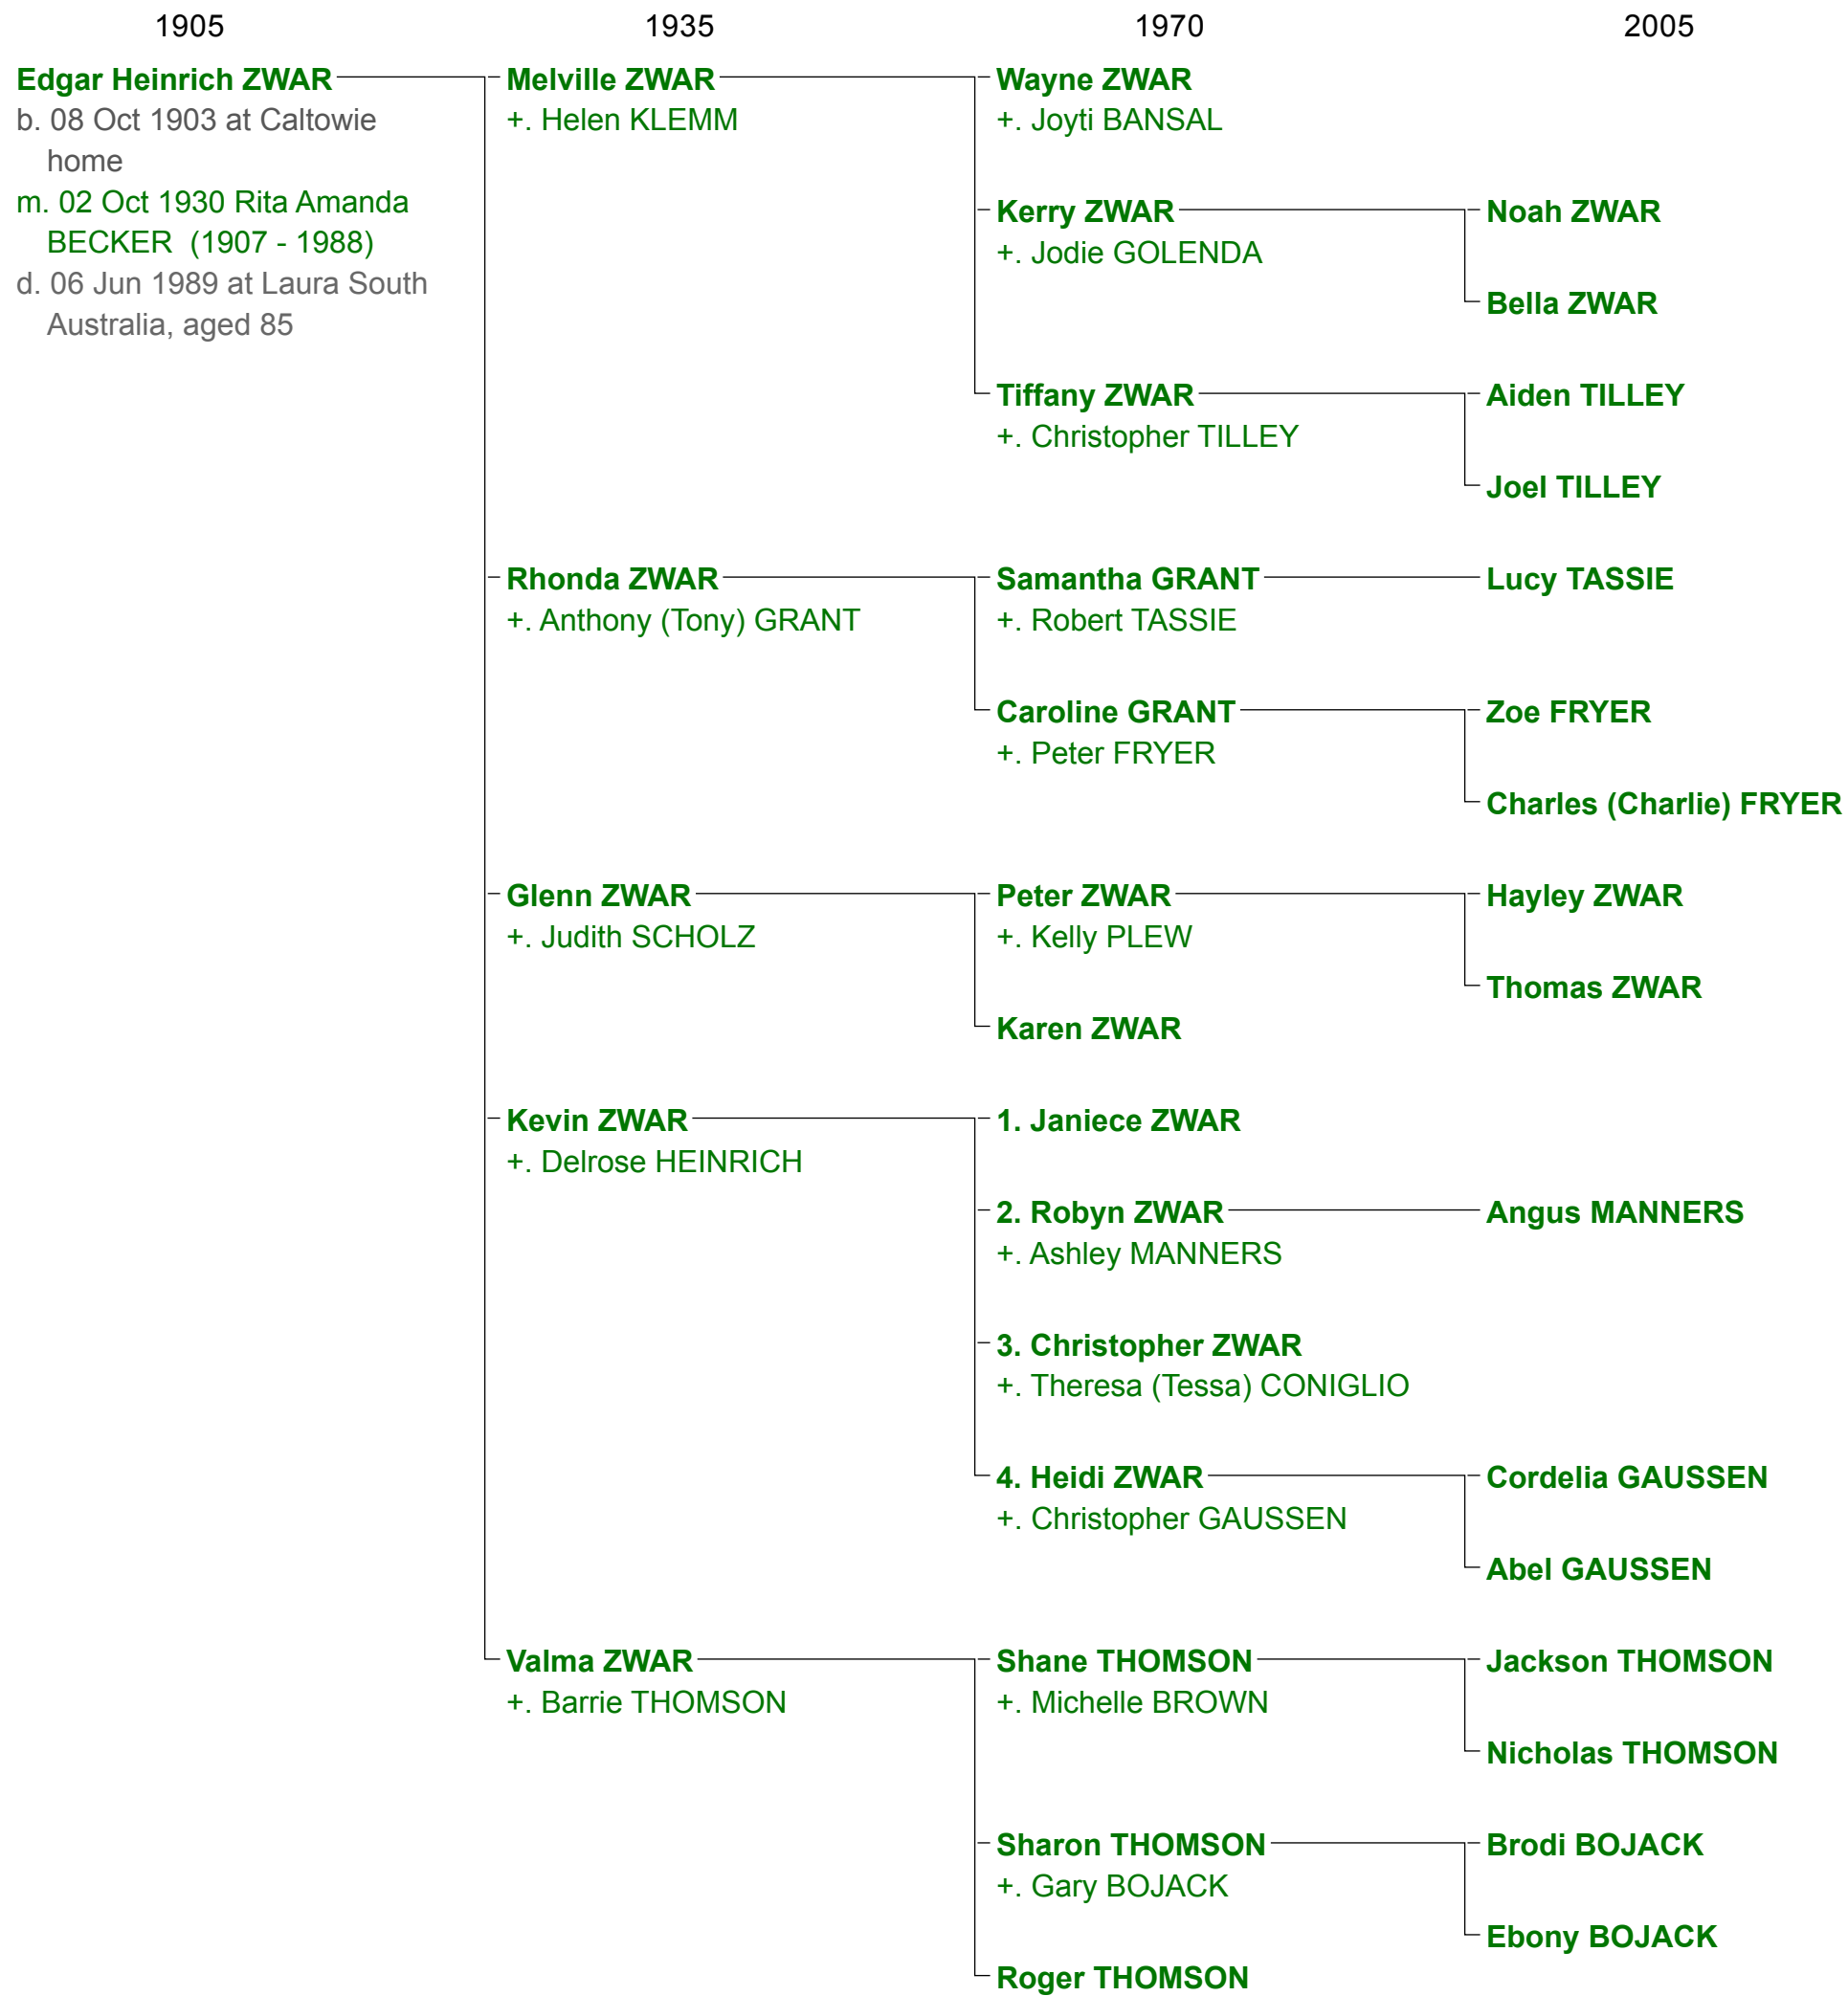 1905
1935
1970
2005
Edgar Heinrich ZWAR
b. 08 Oct 1903 at Caltowie
home
m. 02 Oct 1930 Rita Amanda
BECKER (1907 - 1988)
d. 06 Jun 1989 at Laura South
Australia, aged 85
Melville ZWAR
+. Helen KLEMM
Wayne ZWAR
+. Joyti BANSAL
Kerry ZWAR
+. Jodie GOLENDA
Noah ZWAR
Bella ZWAR
Tiffany ZWAR
+. Christopher TILLEY
Aiden TILLEY
Joel TILLEY
Rhonda ZWAR
+. Anthony (Tony) GRANT
Samantha GRANT
+. Robert TASSIE
Lucy TASSIE
Caroline GRANT
+. Peter FRYER
Zoe FRYER
Charles (Charlie) FRYER
Glenn ZWAR
+. Judith SCHOLZ
Peter ZWAR
+. Kelly PLEW
Hayley ZWAR
Thomas ZWAR
Karen ZWAR
Kevin ZWAR
+. Delrose HEINRICH
1. Janiece ZWAR
2. Robyn ZWAR
+. Ashley MANNERS
Angus MANNERS
3. Christopher ZWAR
+. Theresa (Tessa) CONIGLIO
4. Heidi ZWAR
+. Christopher GAUSSEN
Cordelia GAUSSEN
Abel GAUSSEN
Valma ZWAR
+. Barrie THOMSON
Shane THOMSON
+. Michelle BROWN
Jackson THOMSON
Nicholas THOMSON
Sharon THOMSON
+. Gary BOJACK
Brodi BOJACK
Ebony BOJACK
Roger THOMSON